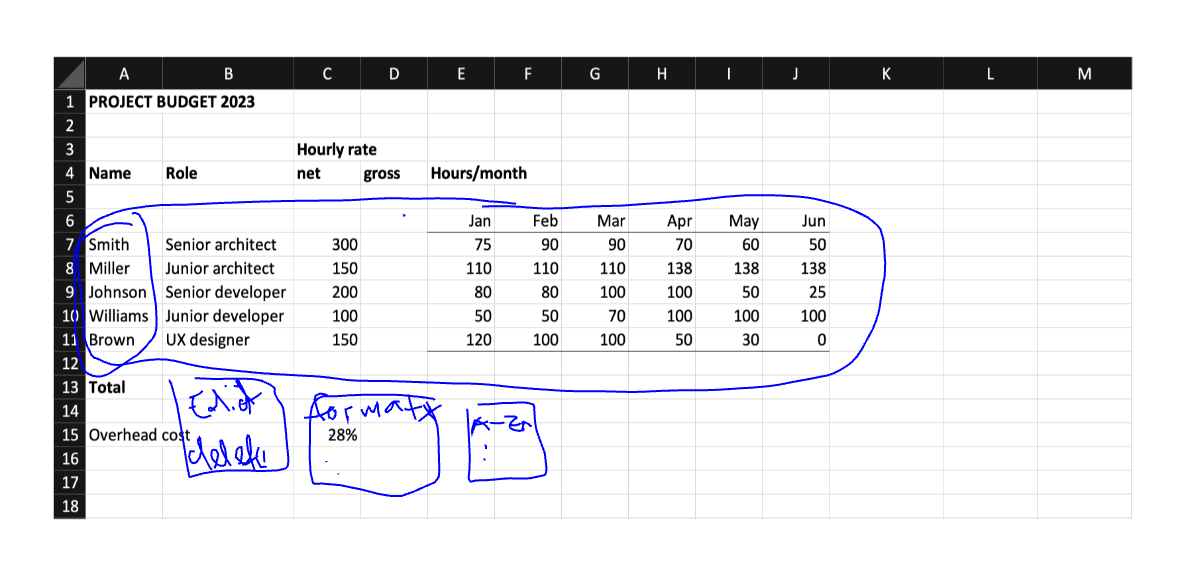 A B C D E F G H I J K L M
1 PROJECT BUDGET 2023
2
3 Hourly rate
4 Name Role net gross Hours/month
5
6 Jan Feb Mar Apr May Jun
7 Smith Senior architect 300 75 90 90 70 60 50
8 Miller Junior architect 150 110 110 110 138 138 138
9 Johnson Senior developer 200 80 80 100 100 50 25
10 Williams Junior developer 100 50 50 70 100 100 100
11 Brown UX designer 150 120 100 100 50 30 0
12
13 Total
Edit
14
15 Overhead cost 28%
16
17
18